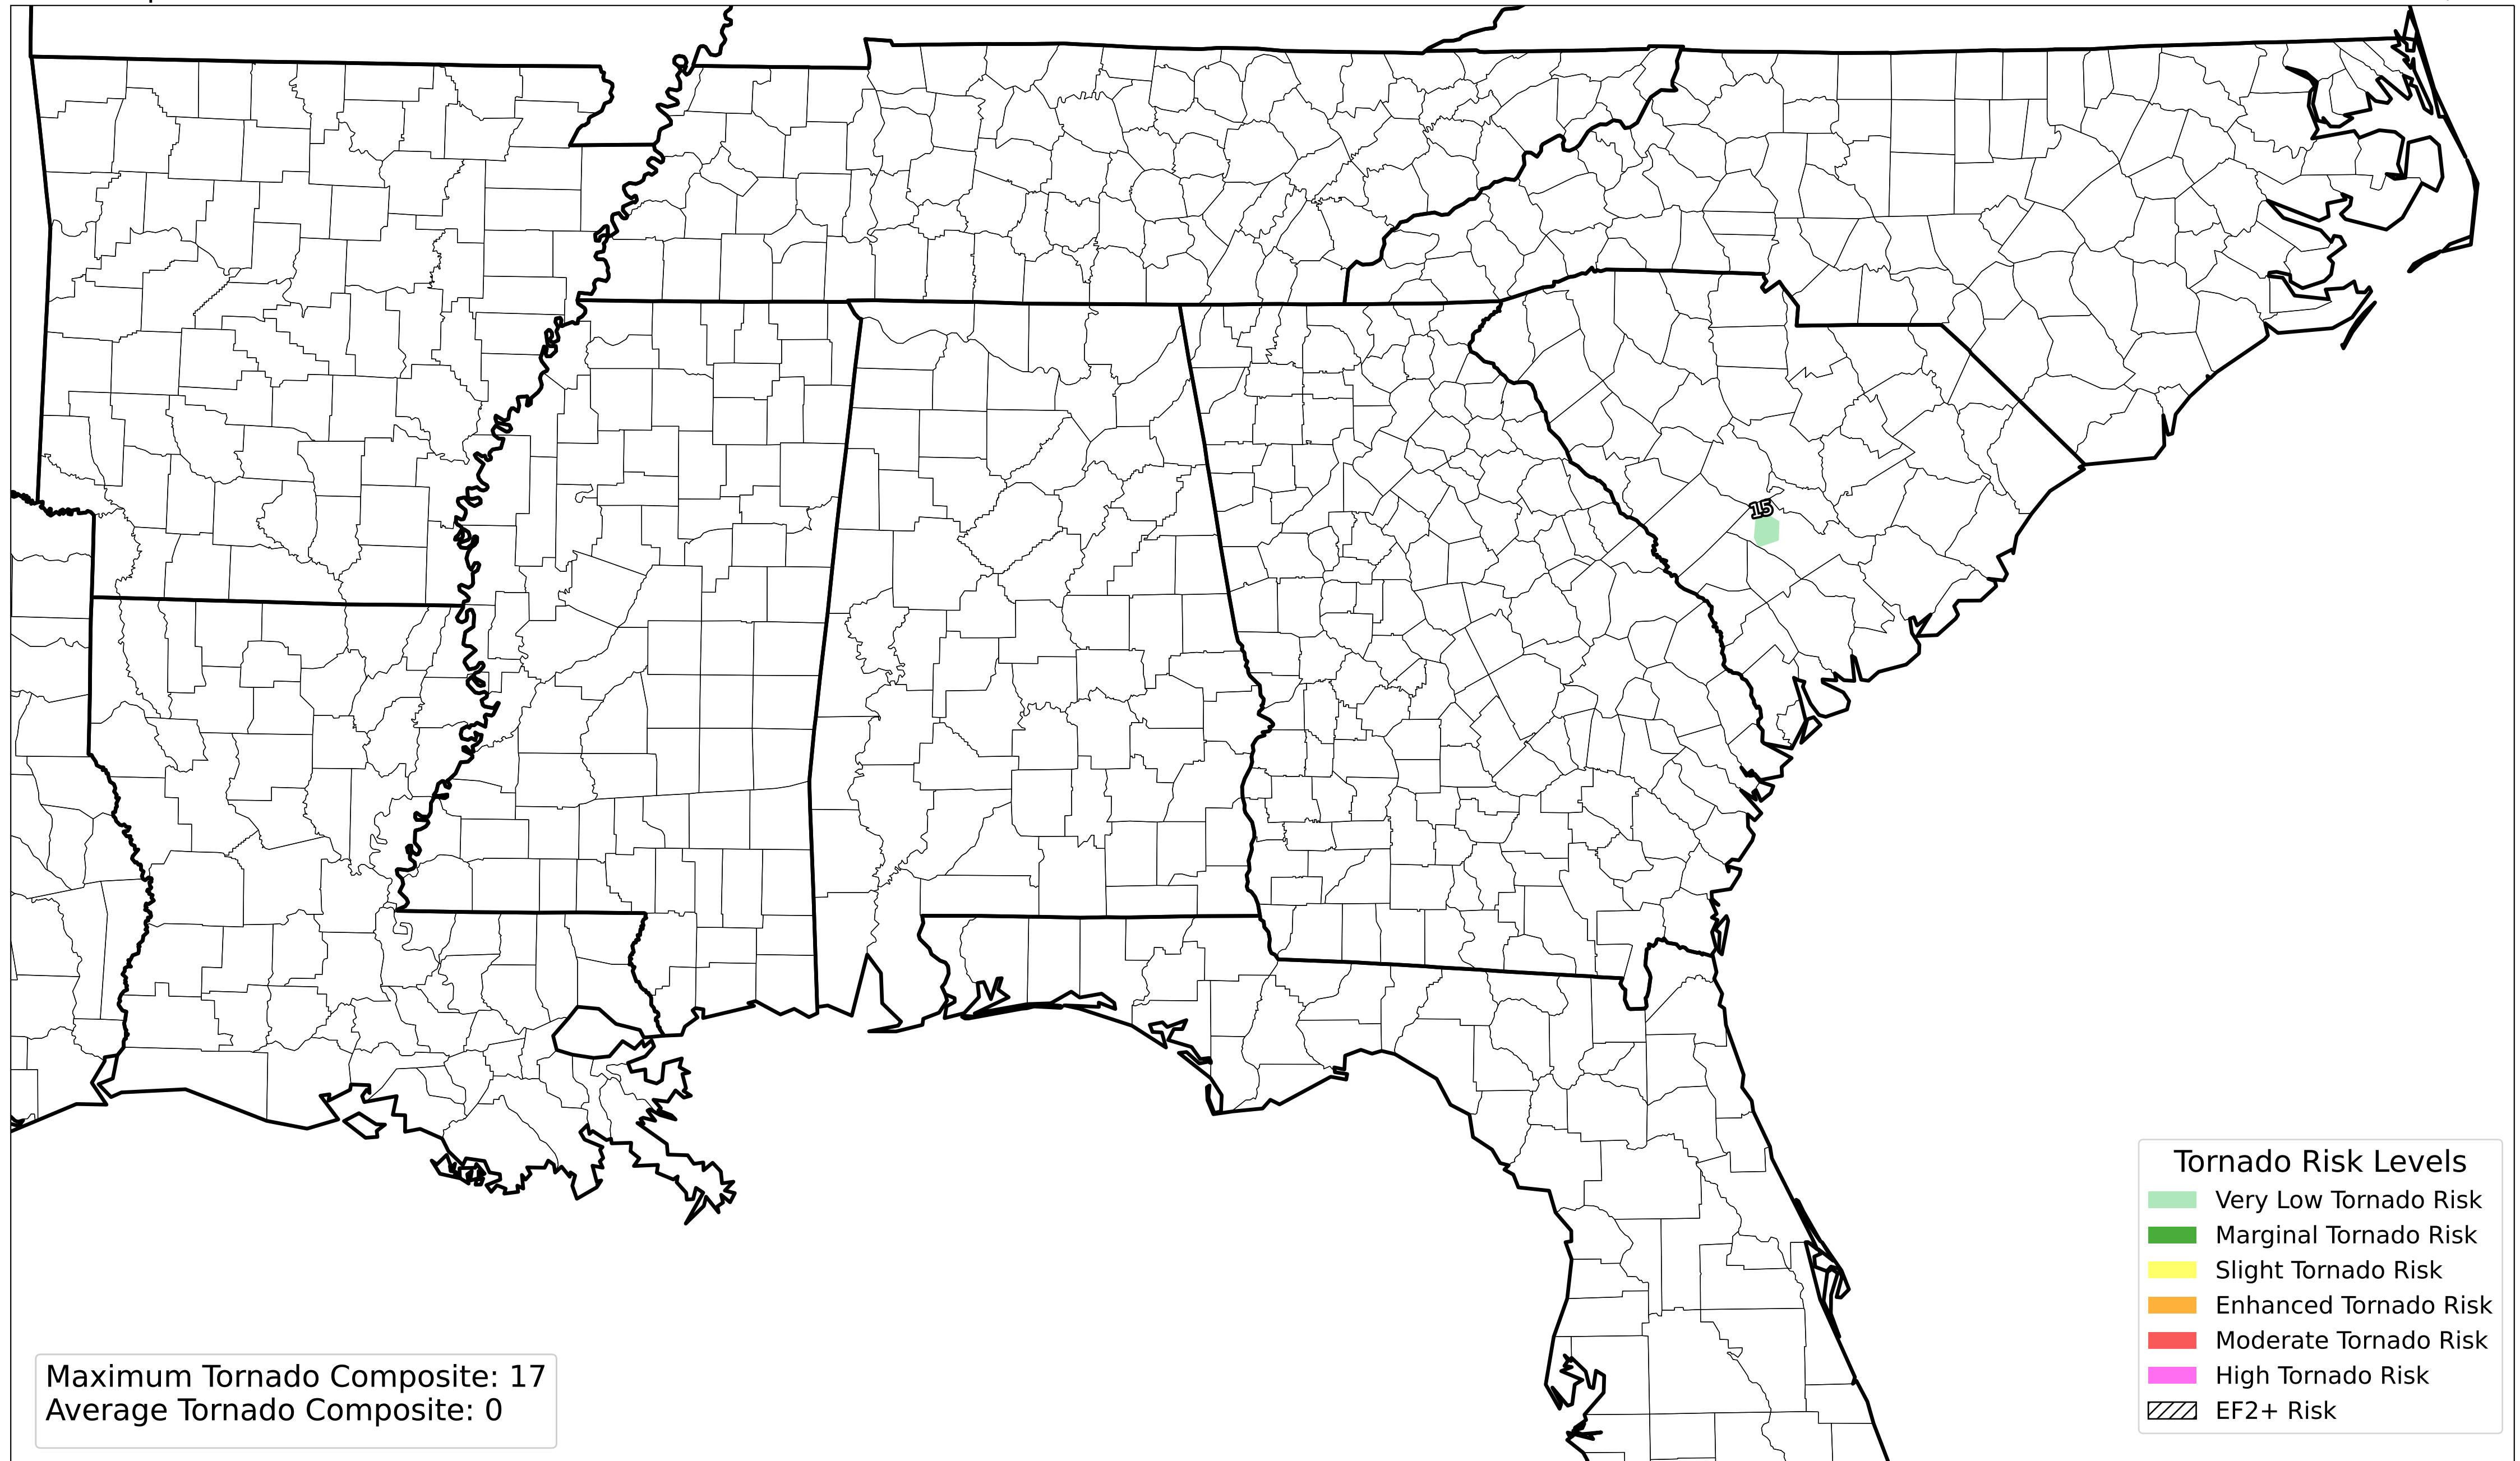 15
Tornado Risk Levels
Very Low Tornado Risk
Marginal Tornado Risk
Slight Tornado Risk
Enhanced Tornado Risk
Moderate Tornado Risk
High Tornado Risk
EF2+ Risk
Maximum Tornado Composite: 17
Average Tornado Composite: 0